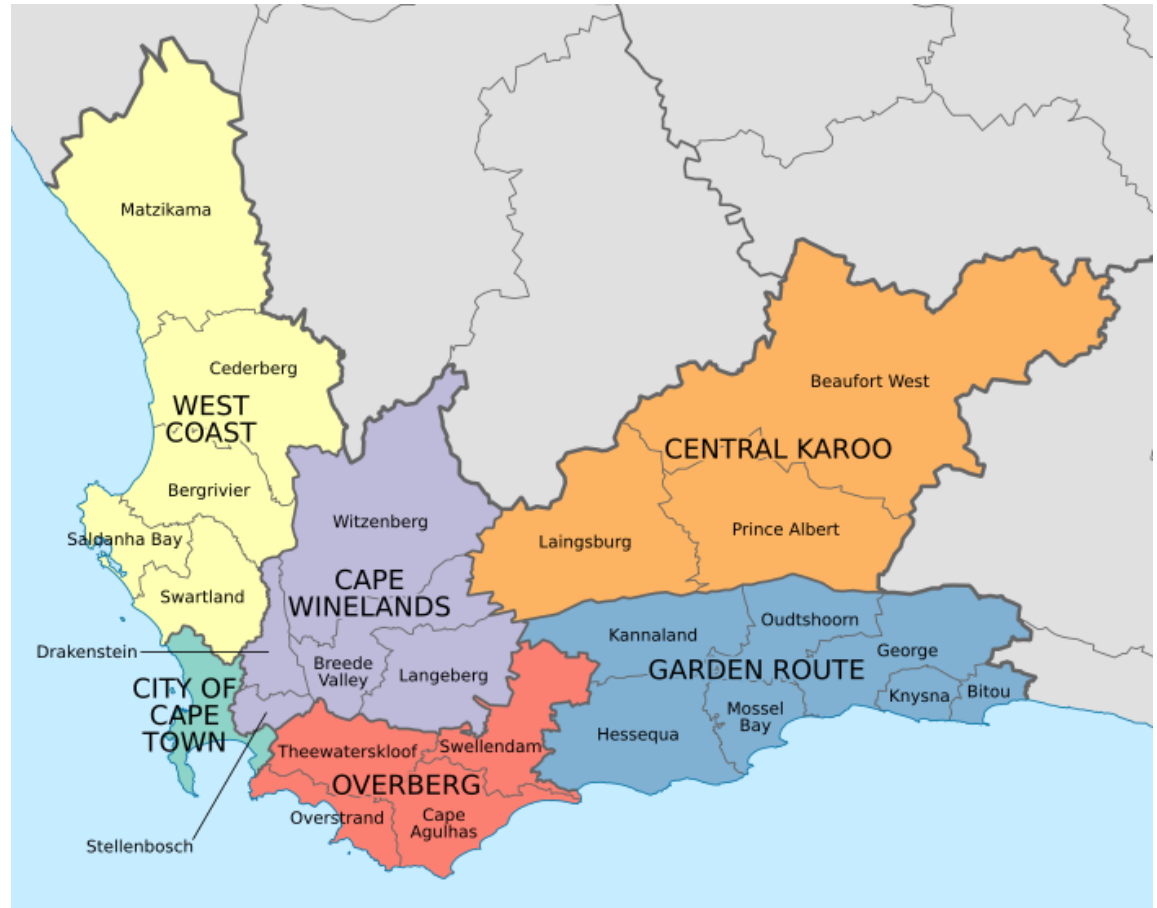 Matzikama
Cederberg
WEST
COAST
Beaufort West
CENTRAL KAROO
Bergrivier
Witzenberg
Prince Albert
Saldanha Bay
Laingsburg
CAPE
WINELANDS
Swartland
Oudtshoorn
Kannaland
Drakenstein
George
Breede
Valley
Langeberg
GARDEN ROUTE
CITY OF
CAPE
TOWN
Knysna
Bitou
Mossel
Bay
Hessequa
Theewaterskloof
Swellendam
OVERBERG
Overstrand
Cape
Agulhas
Stellenbosch